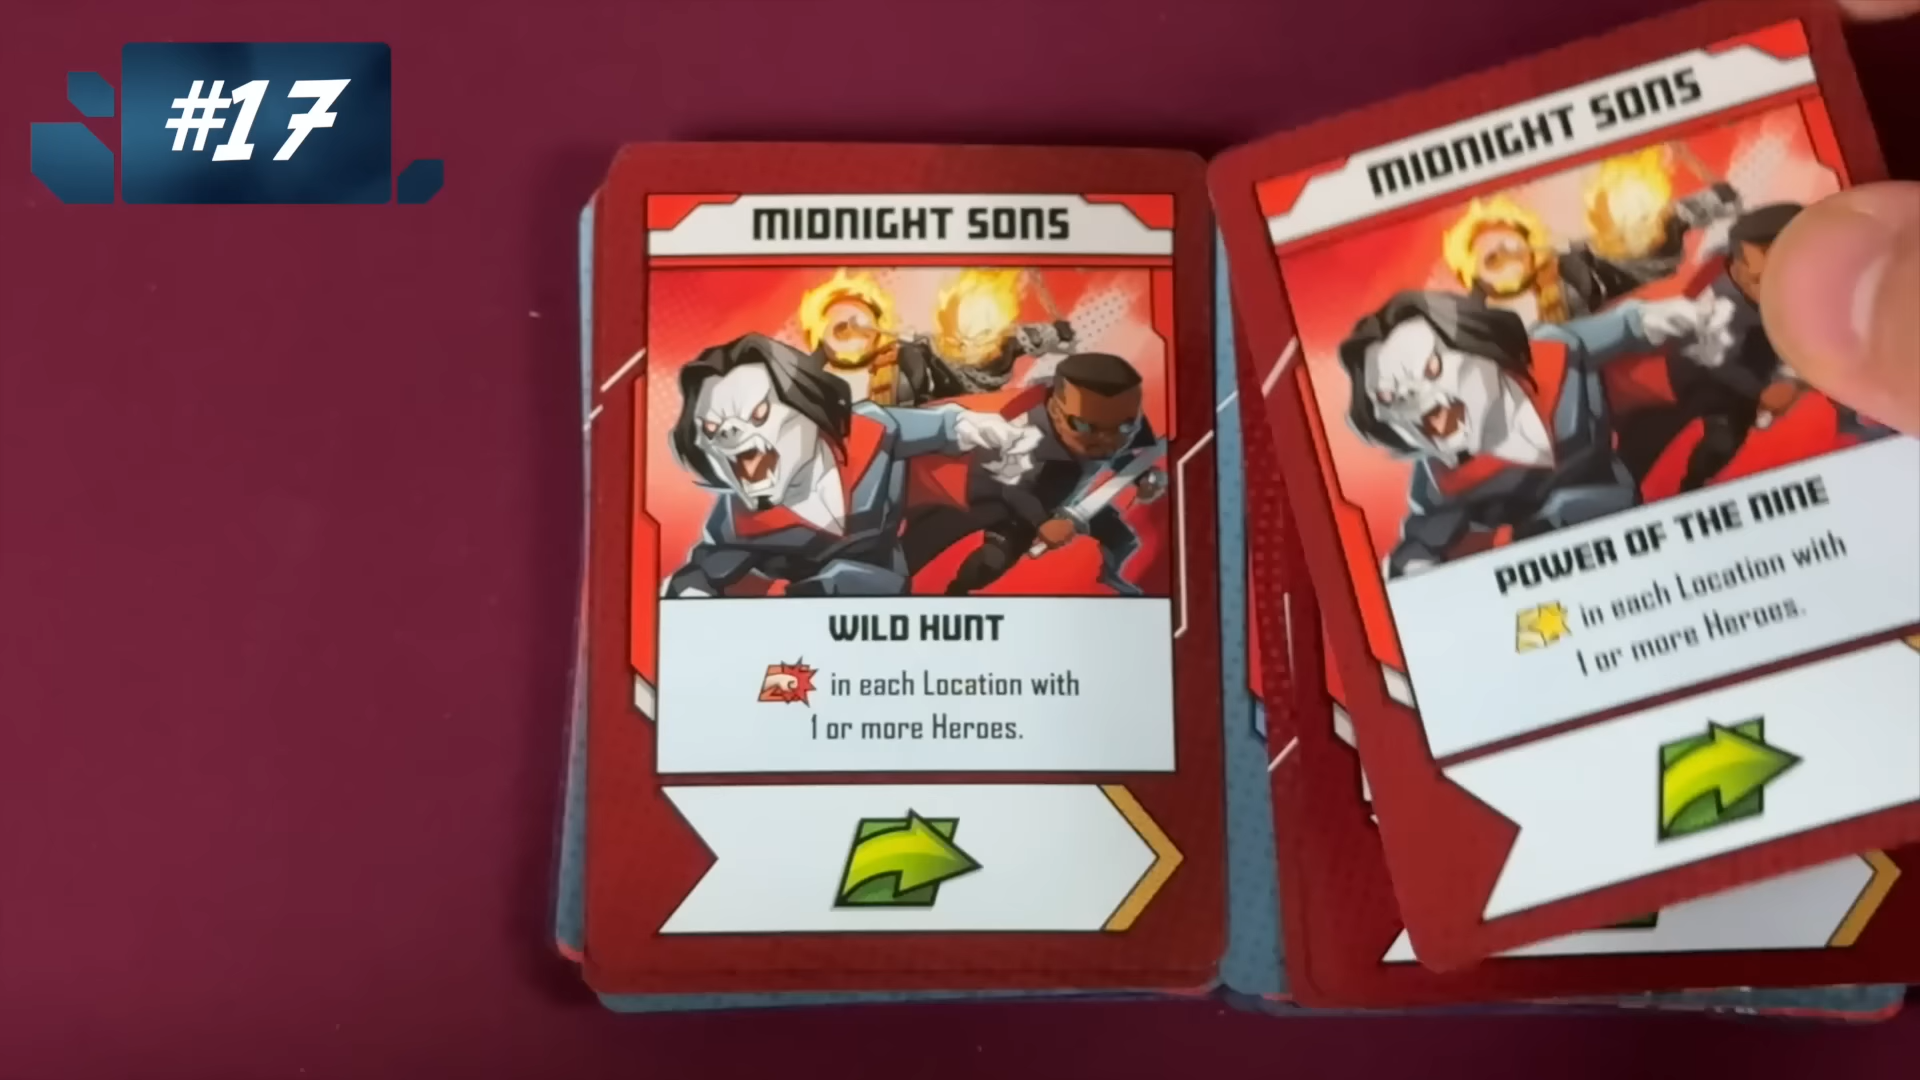 #17
MIDNIGHT SONS
WILD HUNT
in each Location with
1 or more Heroes.
MIDNIGHT SONS
POWER OF THE NINE
in each Location with
1 or more Heroes.